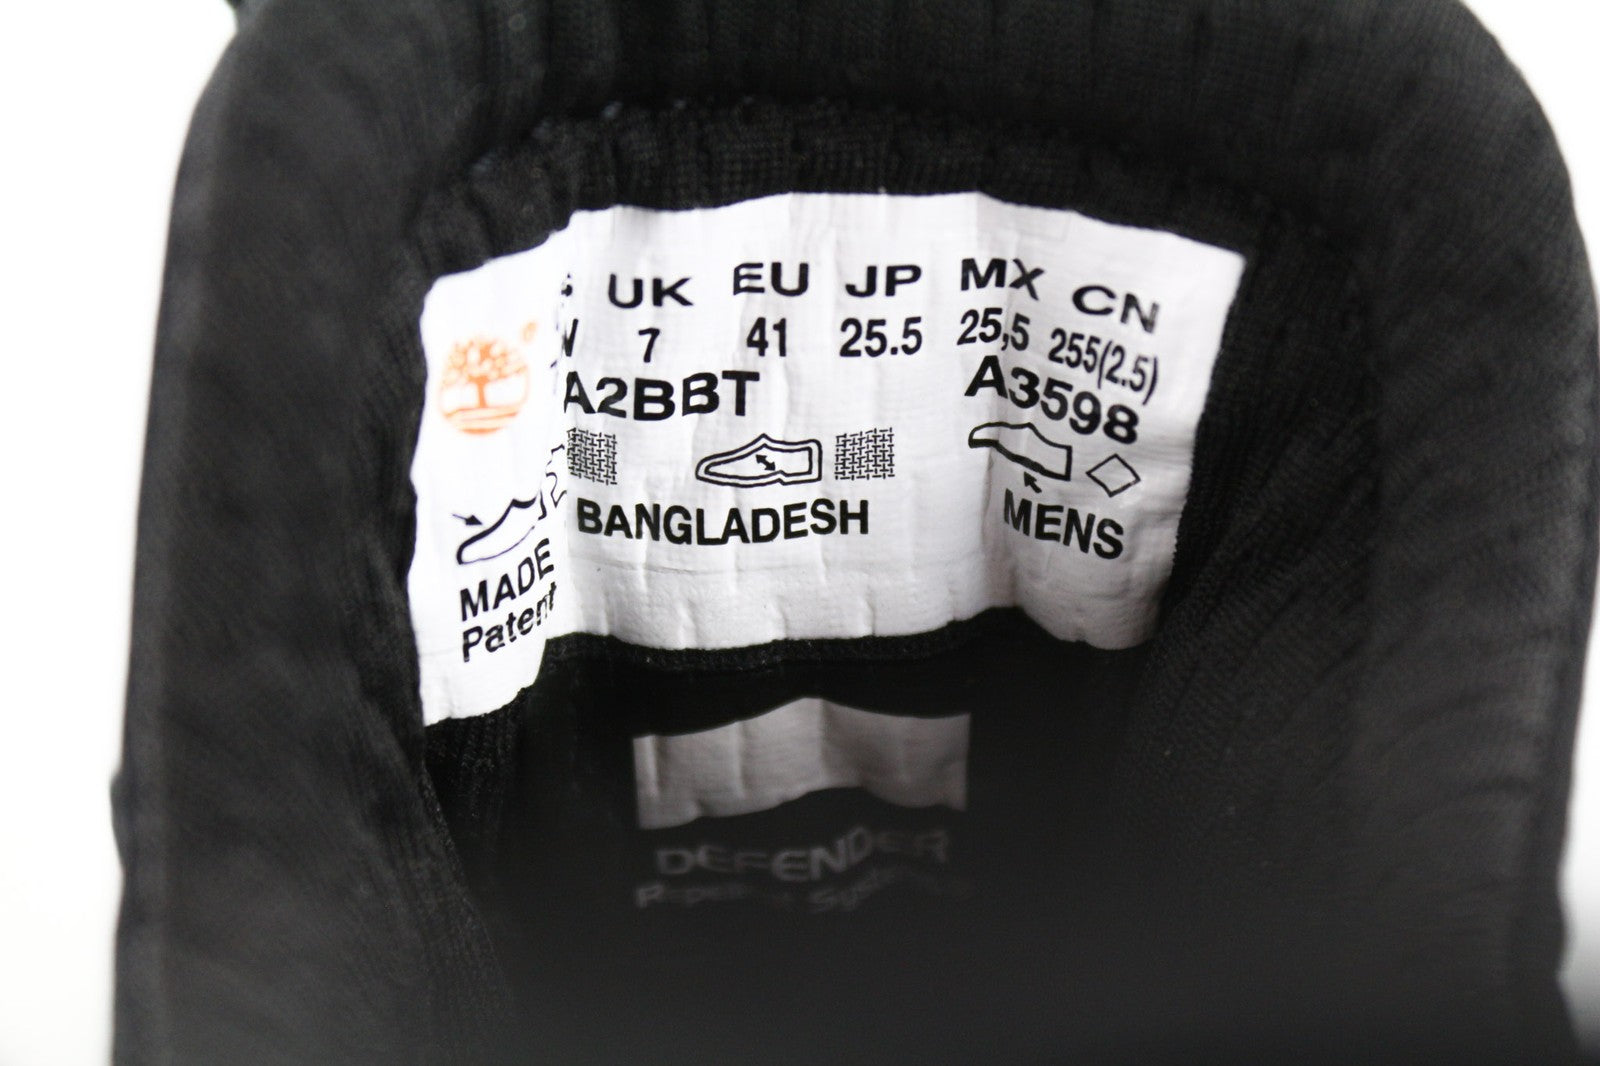 UK EU JP MX CN
7 41 25.5 25,5 255(2.5)
A2BBT A3598
MADE BANGLADESH MENS
Patent
DEFENDER